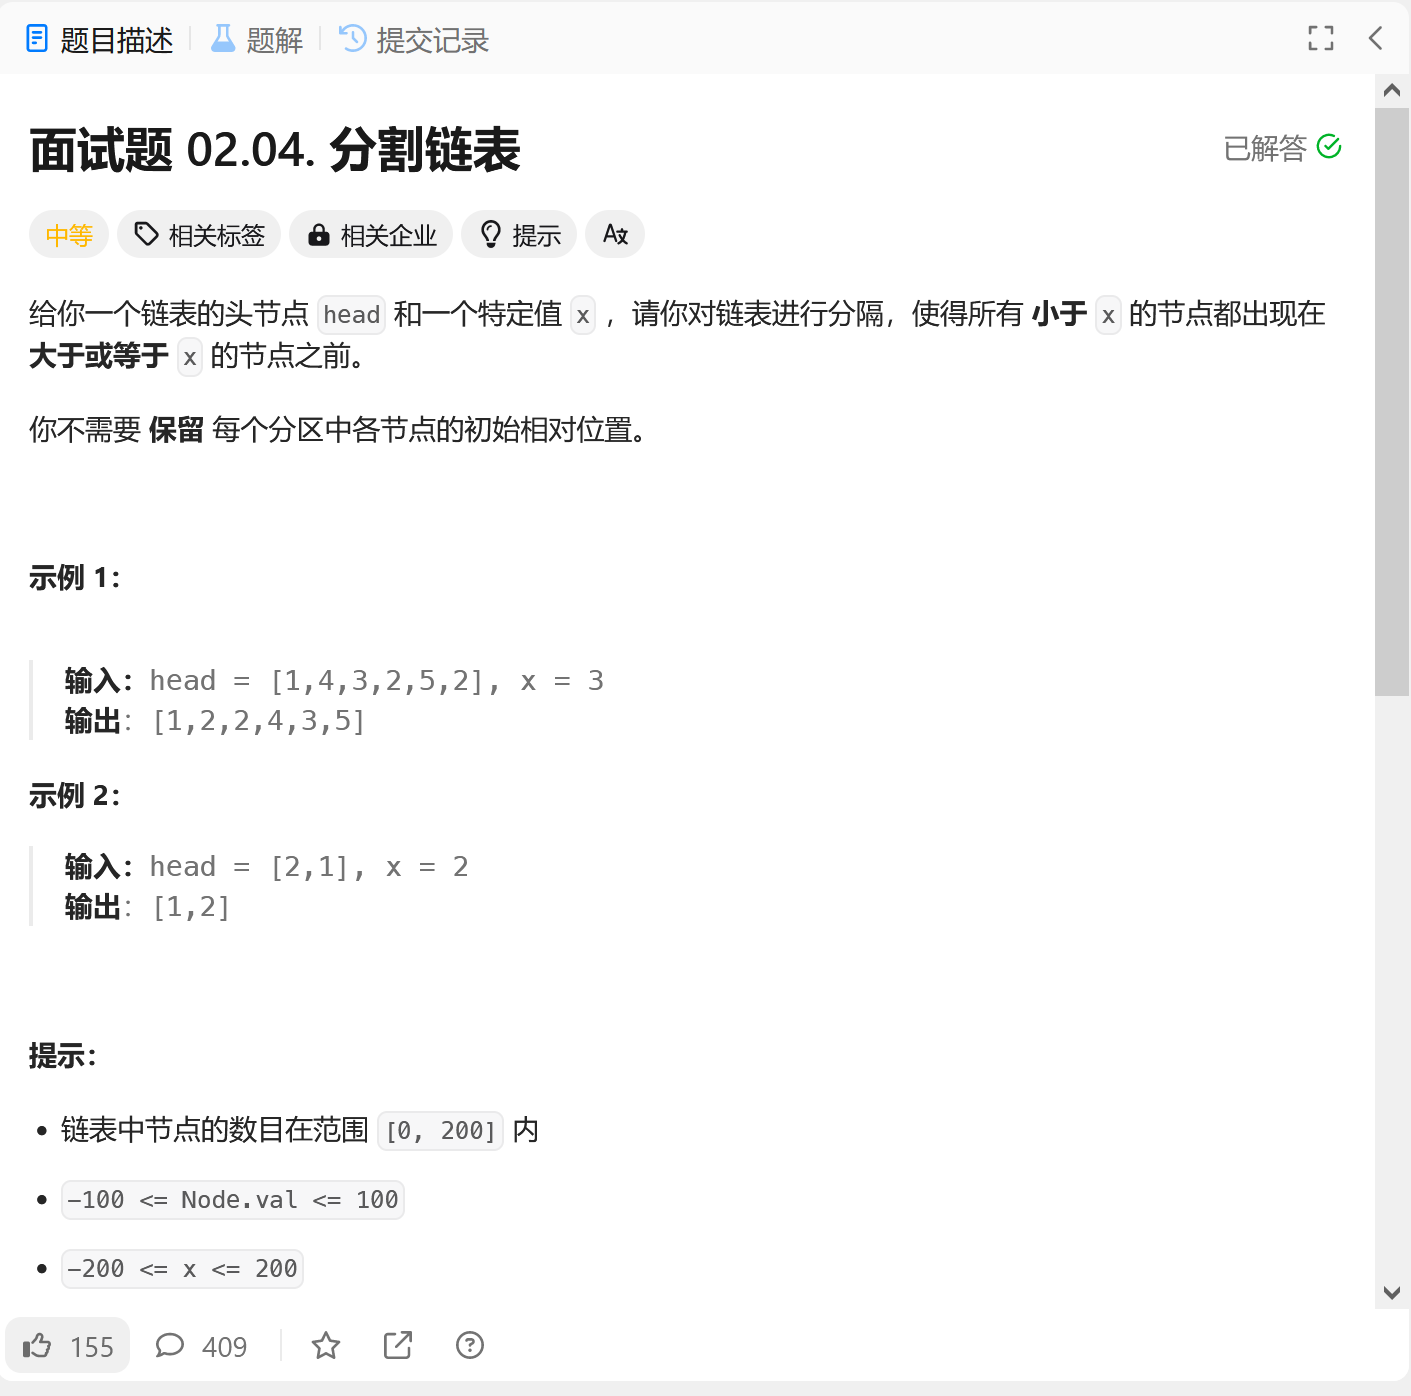 题目描述 题解 提交记录
面试题 02.04. 分割链表 已解答
中等 相关标签 相关企业 提示
给你一个链表的头节点 head 和一个特定值 x ，请你对链表进行分隔，使得所有 小于 x 的节点都出现在
大于或等于 x 的节点之前。
你不需要 保留 每个分区中各节点的初始相对位置。
示例 1：
输入：head = [1,4,3,2,5,2], x = 3
输出：[1,2,2,4,3,5]
示例 2：
输入：head = [2,1], x = 2
输出：[1,2]
提示：
• 链表中节点的数目在范围 [0, 200] 内
• -100 <= Node.val <= 100
• -200 <= x <= 200
155 409